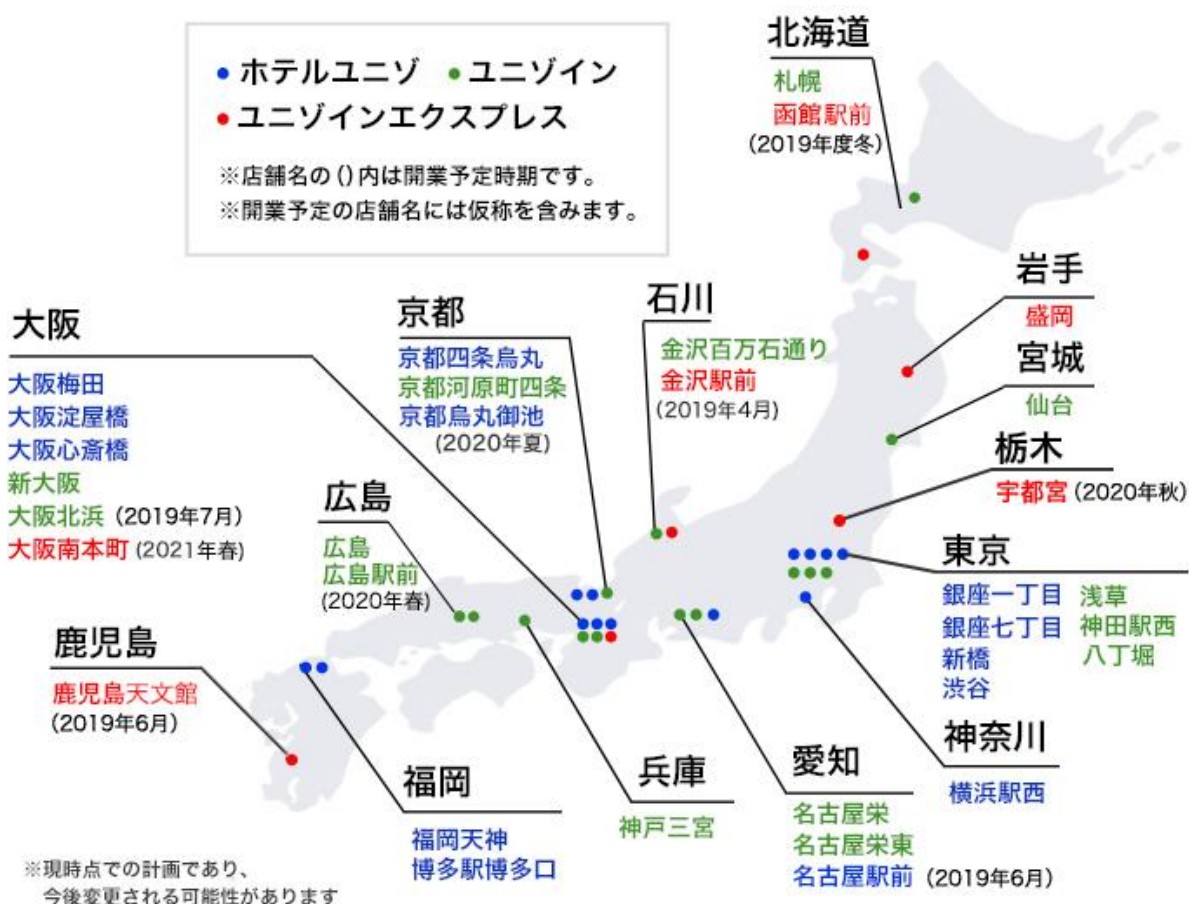 ● ホテルユニゾ ● ユニゾイン
● ユニゾインエクスプレス
※店舗名の()内は開業予定時期です。
※開業予定の店舗名には仮称を含みます。
北海道
札幌
函館駅前
(2019年度冬)
岩手
盛岡
宮城
仙台
栃木
宇都宮 (2020年秋)
東京
銀座一丁目 浅草
銀座七丁目 神田駅西
新橋 八丁堀
渋谷
神奈川
横浜駅西
石川
金沢百万石通り
金沢駅前
(2019年4月)
京都
京都四条烏丸
京都河原町四条
京都烏丸御池
(2020年夏)
大阪
大阪梅田
大阪淀屋橋
大阪心斎橋
新大阪
大阪北浜 (2019年7月)
大阪南本町 (2021年春)
広島
広島
広島駅前
(2020年春)
鹿児島
鹿児島天文館
(2019年6月)
福岡
福岡天神
博多駅博多口
兵庫
神戸三宮
愛知
名古屋栄
名古屋栄東
名古屋駅前 (2019年6月)
※現時点での計画であり、
今後変更される可能性があります